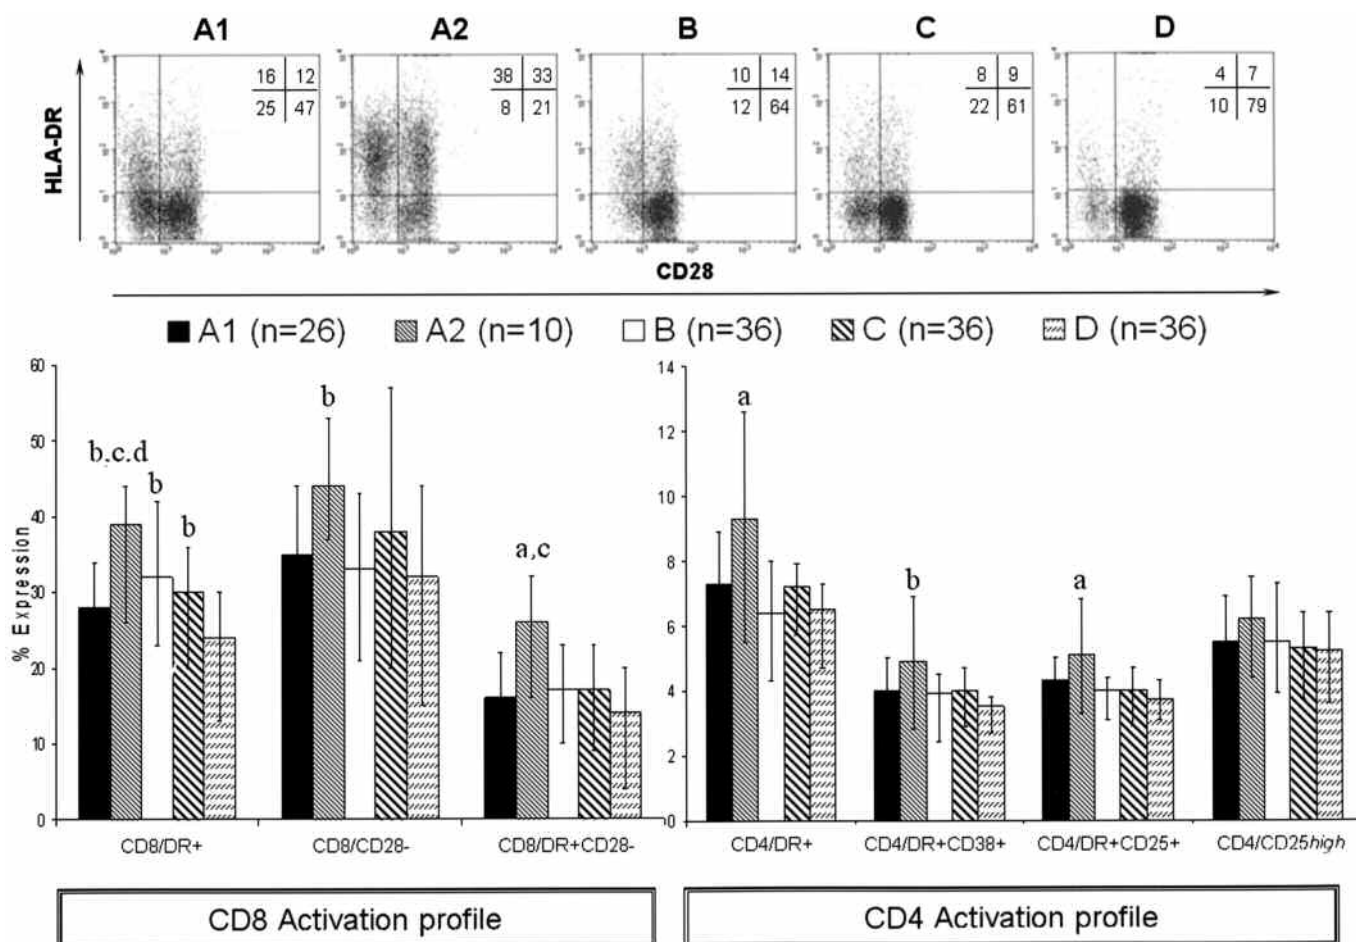 A1 A2 B C D
HLA-DR
16 12
25 47
38 33
8 21
10 14
12 64
8 9
22 61
4 7
10 79
CD28
A1 (n=26) A2 (n=10) B (n=36) C (n=36) D (n=36)
% Expression
60
50
40
30
20
10
0
b,c,d
b
b
b
a,c
CD8/DR+ CD8/CD28- CD8/DR+CD28-
CD8 Activation profile
14
12
10
8
6
4
2
0
a
b
a
CD4/DR+ CD4/DR+CD38+ CD4/DR+CD25+ CD4/CD25high
CD4 Activation profile